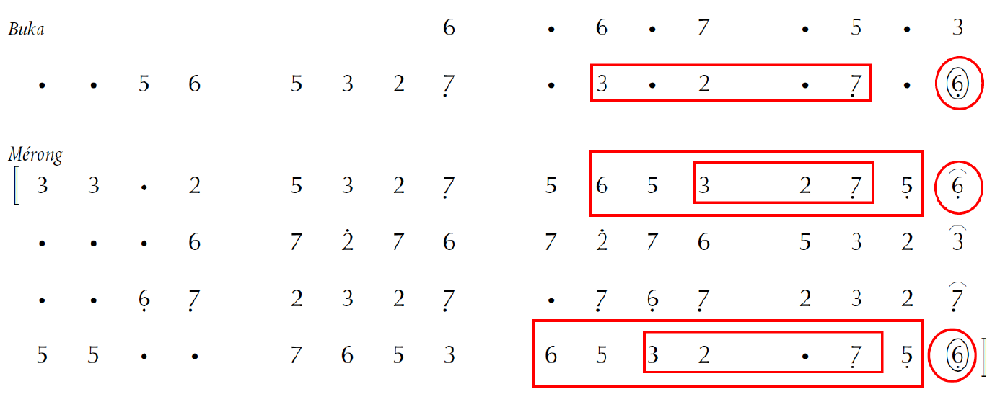 Buka 6 • 6 • 7 • 5 • 3
• • 5 6 5 3 2 7̣ • 3 • 2 • 7̣ • 6̣
Mérong
[ 3 3 • 2 5 3 2 7̣ 5 6 5 3 2 7̣ 5̣ 6̣
• • • 6 7 2̇ 7 6 7 2̇ 7 6 5 3 2 3
• • 6̣ 7̣ 2 3 2 7̣ • 7̣ 6̣ 7̣ 2 3 2 7̣
5 5 • • 7 6 5 3 6 5 3 2 • 7̣ 5̣ 6̣ ]